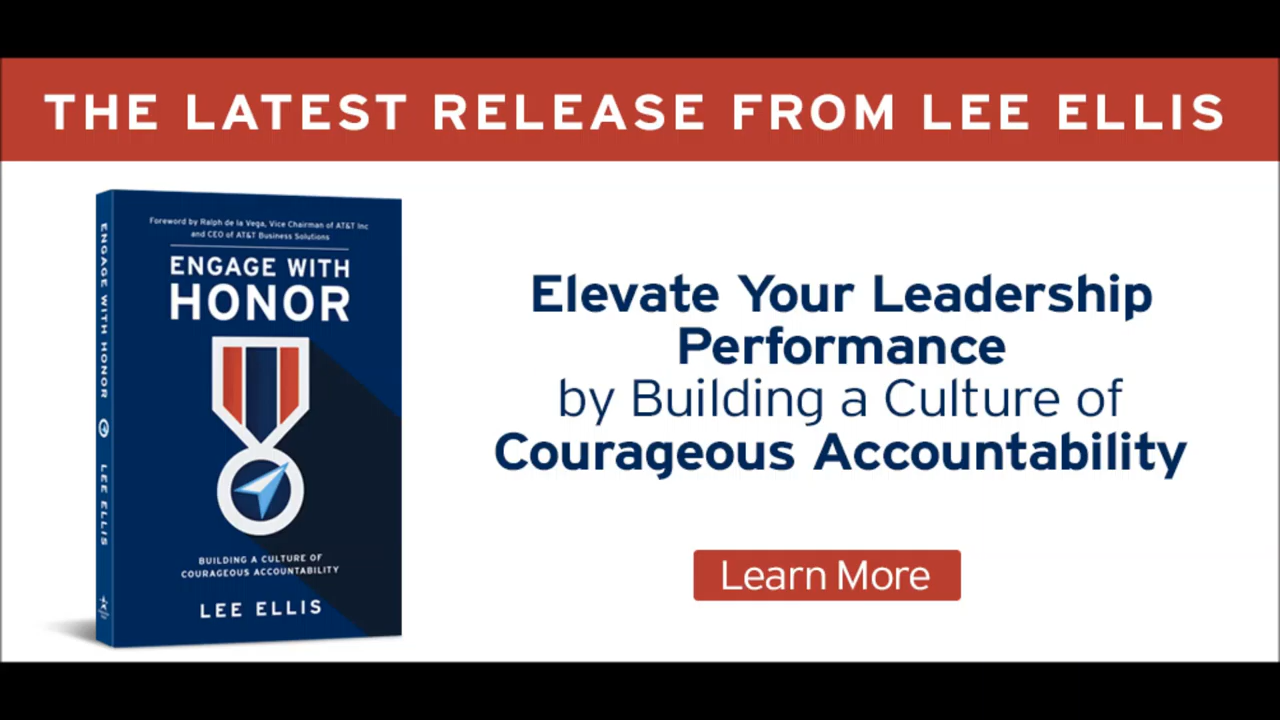 THE LATEST RELEASE FROM LEE ELLIS
Foreword by Ralph de la Vega, Vice Chairman of AT&T Inc
and CEO of AT&T Business Solutions
ENGAGE WITH
HONOR
BUILDING A CULTURE OF
COURAGEOUS ACCOUNTABILITY
LEE ELLIS
ENGAGE WITH HONOR
LEE ELLIS
Elevate Your Leadership
Performance
by Building a Culture of
Courageous Accountability
Learn More